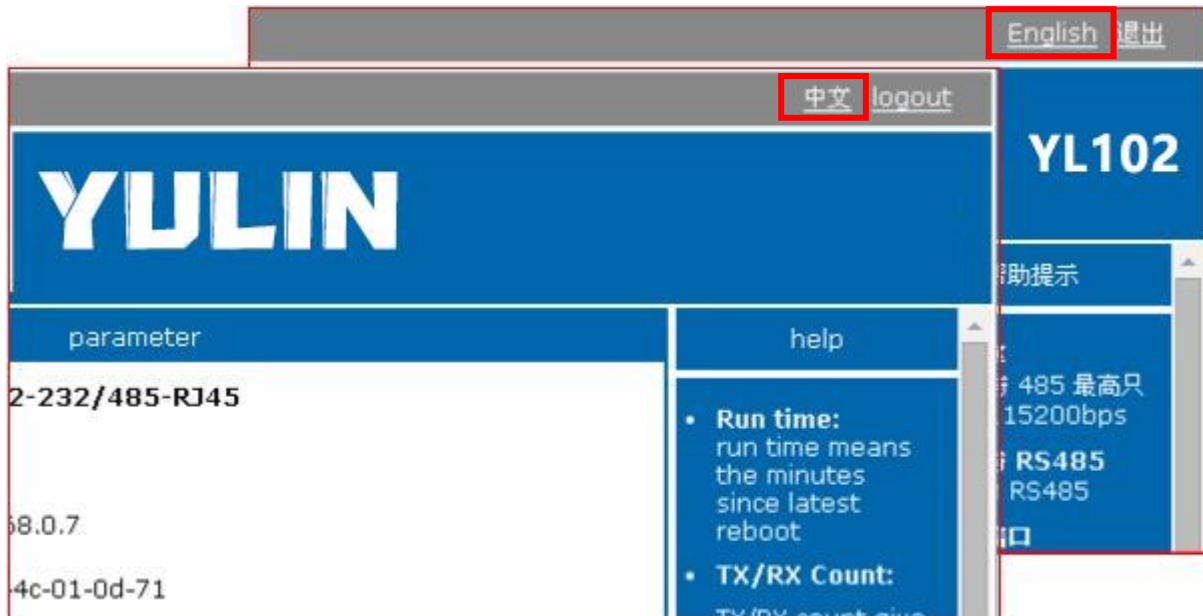 English 退出
中文 logout
YL102
YULIN
助提示
parameter
help
2-232/485-RJ45
485 最高只
15200bps
• Run time:
run time means
the minutes
since latest
reboot
RS485
RS485
8.0.7
口
4c-01-0d-71
• TX/RX Count: